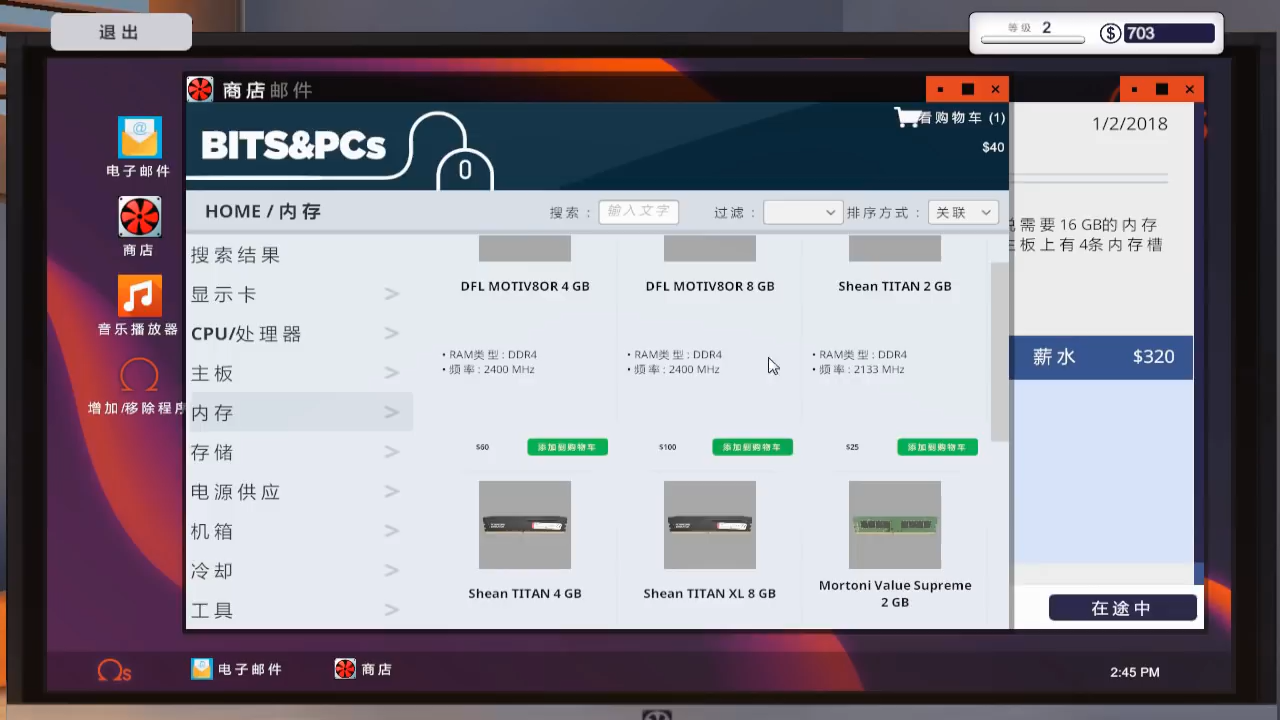 退出
等级 2
$ 703
商店邮件
BITS&PCs
看购物车 (1)
$40
1/2/2018
HOME / 内存
搜索：
输入文字
过滤：
排序方式：
关联
需要 16 GB的内存
板上有 4条内存槽
薪水 $320
在途中
电子邮件
商店
音乐播放器
增加/移除程序
搜索结果
显示卡
CPU/处理器
主板
内存
存储
电源供应
机箱
冷却
工具
DFL MOTIV8OR 4 GB
• RAM类型 : DDR4
• 频率 : 2400 MHz
$60
添加到购物车
DFL MOTIV8OR 8 GB
• RAM类型 : DDR4
• 频率 : 2400 MHz
$100
添加到购物车
Shean TITAN 2 GB
• RAM类型 : DDR4
• 频率 : 2133 MHz
$25
添加到购物车
Shean TITAN 4 GB
Shean TITAN XL 8 GB
Mortoni Value Supreme
2 GB
Ωs
电子邮件
商店
2:45 PM